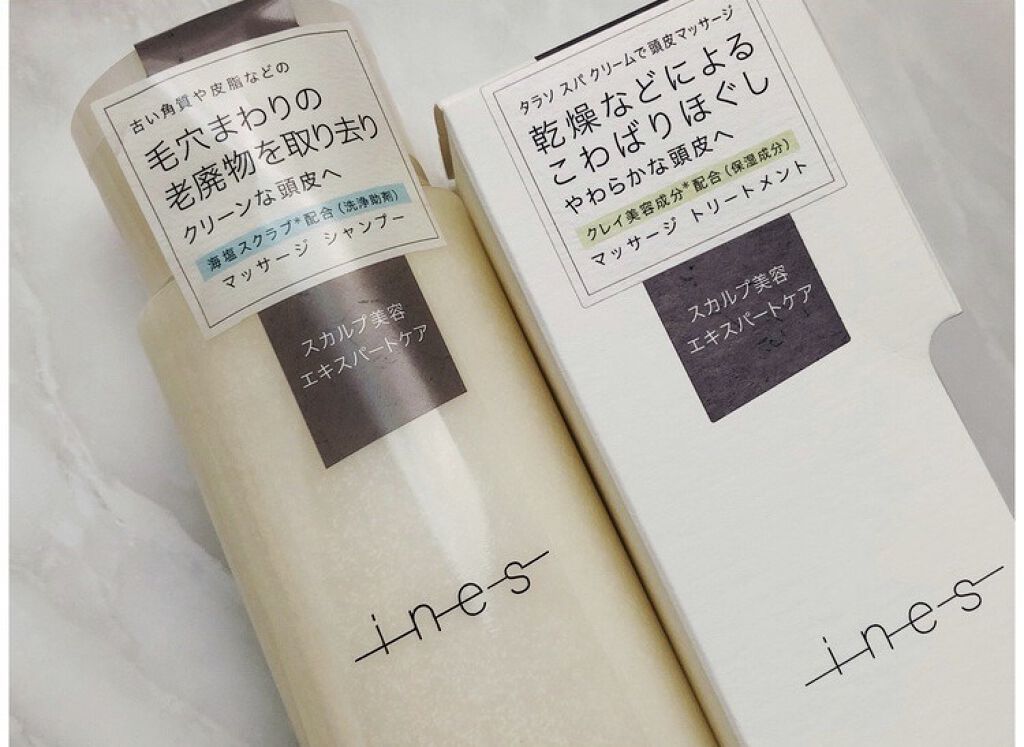 古い角質や皮脂などの
毛穴まわりの
老廃物を取り去り
クリーンな頭皮へ
海塩スクラブ*配合(洗浄助剤)
マッサージ シャンプー
スカルプ美容
エキスパートケア
ines
タラソ スパ クリームで頭皮マッサージ
乾燥などによる
こわばりほぐし
やわらかな頭皮へ
クレイ美容成分*配合(保湿成分)
マッサージ トリートメント
スカルプ美容
エキスパートケア
ines